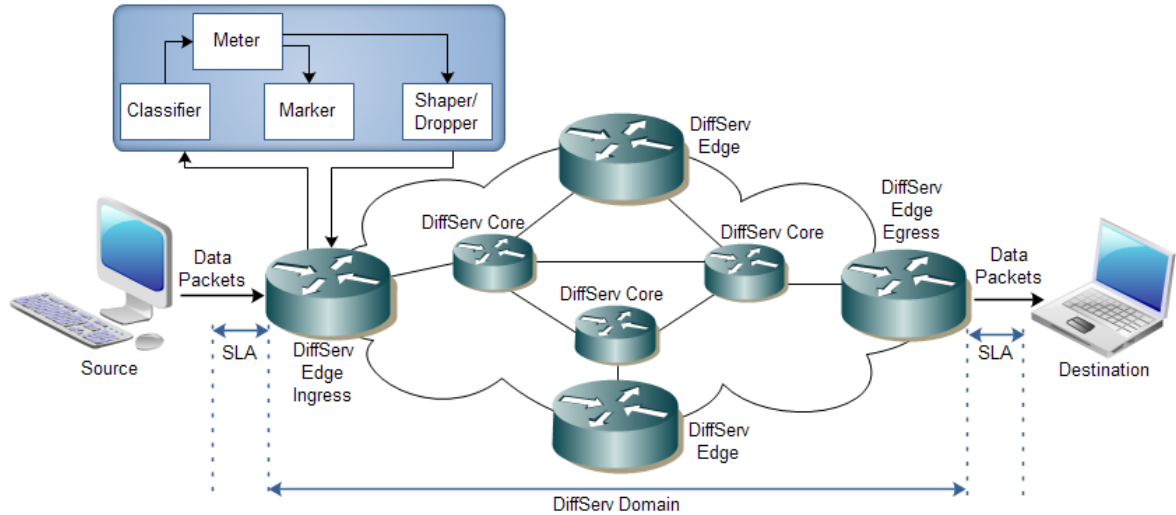 Meter
Classifier
Marker
Shaper/
Dropper
DiffServ
Edge
DiffServ
Edge
Egress
DiffServ Core
DiffServ Core
Data
Packets
Data
Packets
DiffServ Core
SLA
SLA
Source
DiffServ
Edge
Ingress
Destination
DiffServ
Edge
DiffServ Domain